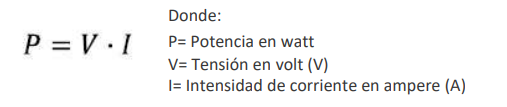 P = V · I
Donde:
P= Potencia en watt
V= Tensión en volt (V)
I= Intensidad de corriente en ampere (A)